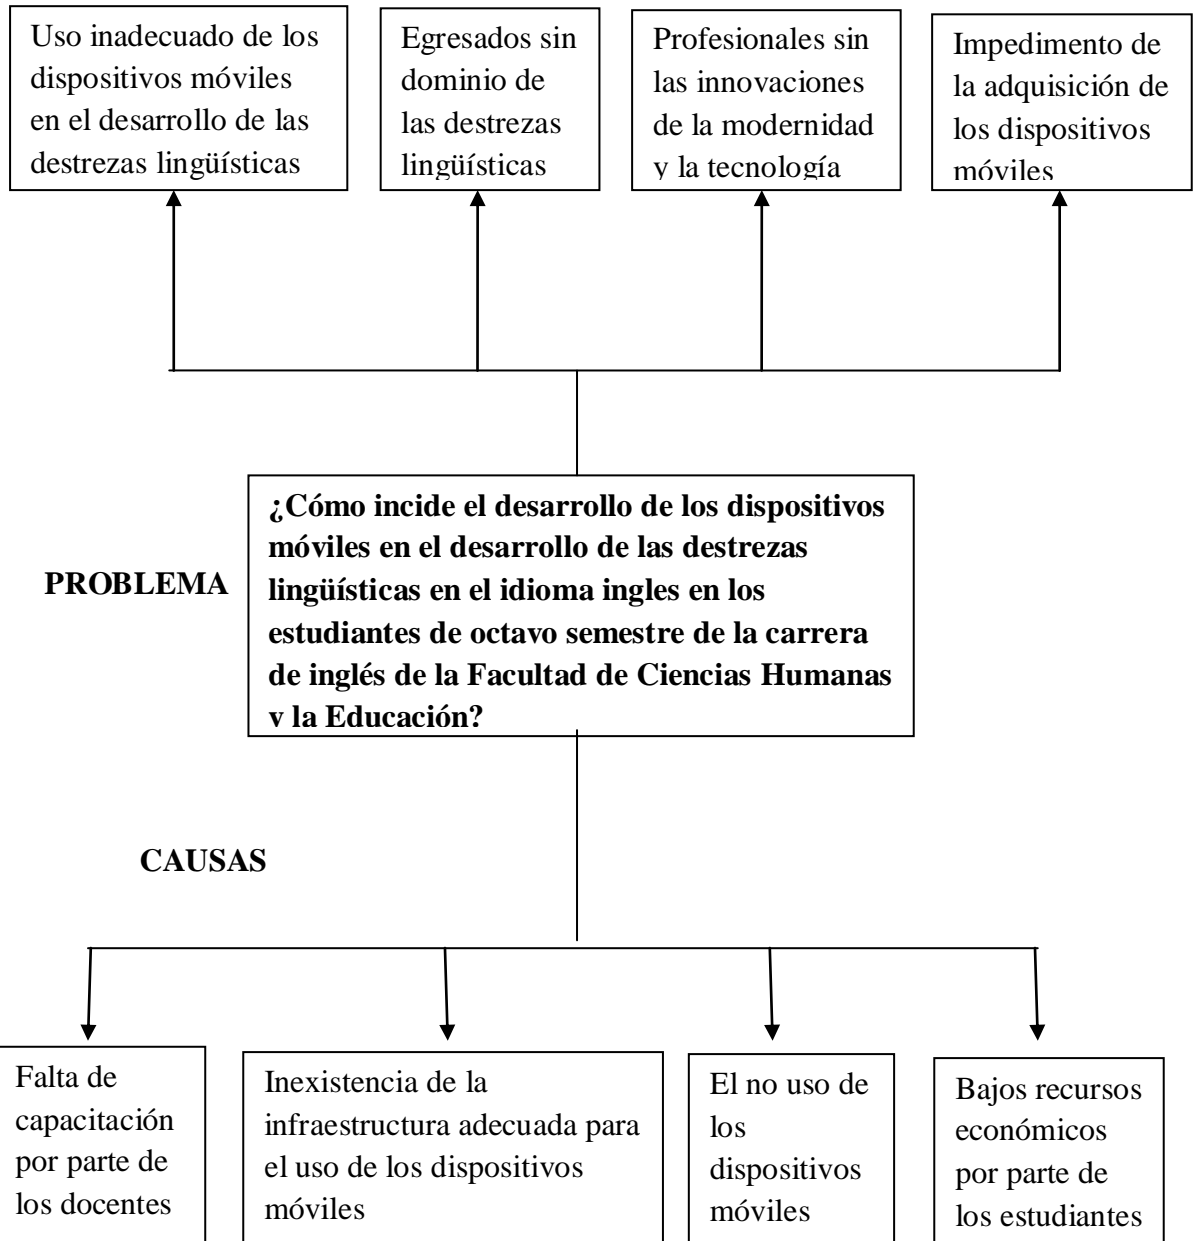 Uso inadecuado de los
dispositivos móviles
en el desarrollo de las
destrezas lingüísticas
Egresados sin
dominio de
las destrezas
lingüísticas
Profesionales sin
las innovaciones
de la modernidad
y la tecnología
Impedimento de
la adquisición de
los dispositivos
móviles
PROBLEMA
¿Cómo incide el desarrollo de los dispositivos
móviles en el desarrollo de las destrezas
lingüísticas en el idioma ingles en los
estudiantes de octavo semestre de la carrera
de inglés de la Facultad de Ciencias Humanas
y la Educación?
CAUSAS
Falta de
capacitación
por parte de
los docentes
Inexistencia de la
infraestructura adecuada para
el uso de los dispositivos
móviles
El no uso de
los
dispositivos
móviles
Bajos recursos
económicos
por parte de
los estudiantes